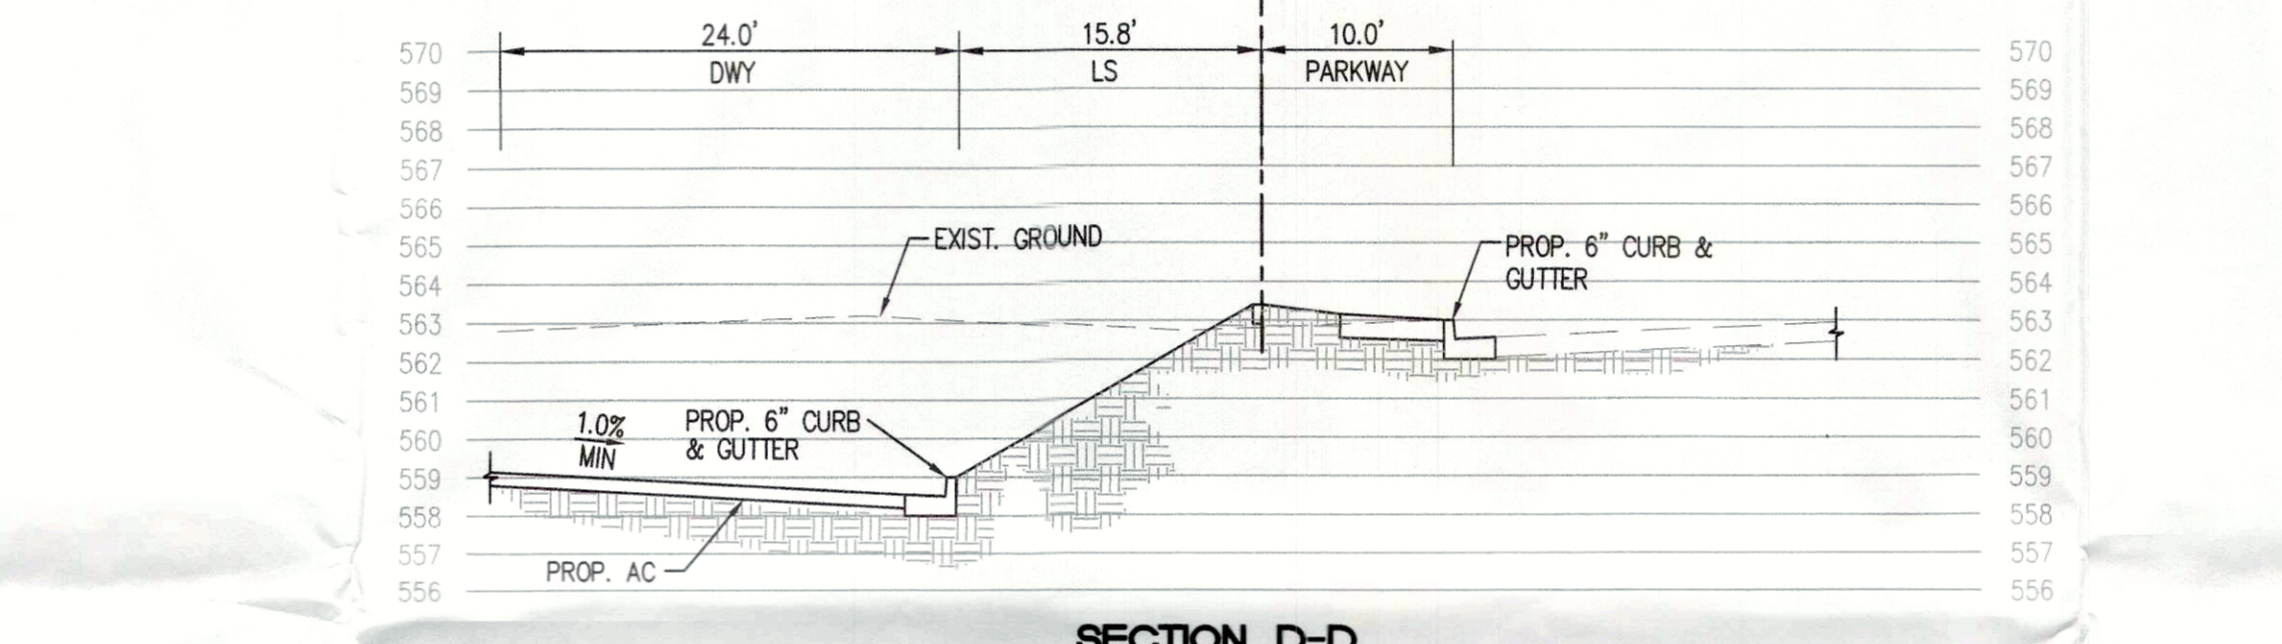 24.0' 15.8' 10.0'
570 DWY LS PARKWAY 570
569 569
568 568
567 567
566 566
565 EXIST. GROUND PROP. 6" CURB & 565
GUTTER
564 564
563 563
562 562
561 561
1.0% PROP. 6" CURB
560 & GUTTER 560
MIN
559 559
558 558
557 557
PROP. AC
556 556
SECTION D-D